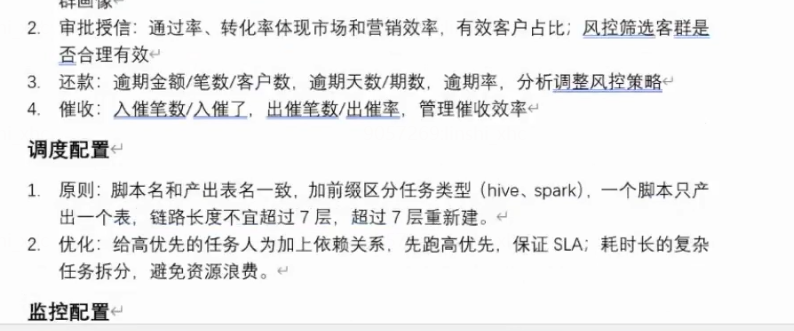 群画像
2. 审批授信：通过率、转化率体现市场和营销效率，有效客户占比；风控筛选客群是
否合理有效
3. 还款：逾期金额/笔数/客户数，逾期天数/期数，逾期率，分析调整风控策略
4. 催收：入催笔数/入催了，出催笔数/出催率，管理催收效率
调度配置
1. 原则：脚本名和产出表名一致，加前缀区分任务类型（hive、spark），一个脚本只产
出一个表，链路长度不宜超过 7 层，超过 7 层重新建。
2. 优化：给高优先的任务人为加上依赖关系，先跑高优先，保证 SLA；耗时长的复杂
任务拆分，避免资源浪费。
监控配置